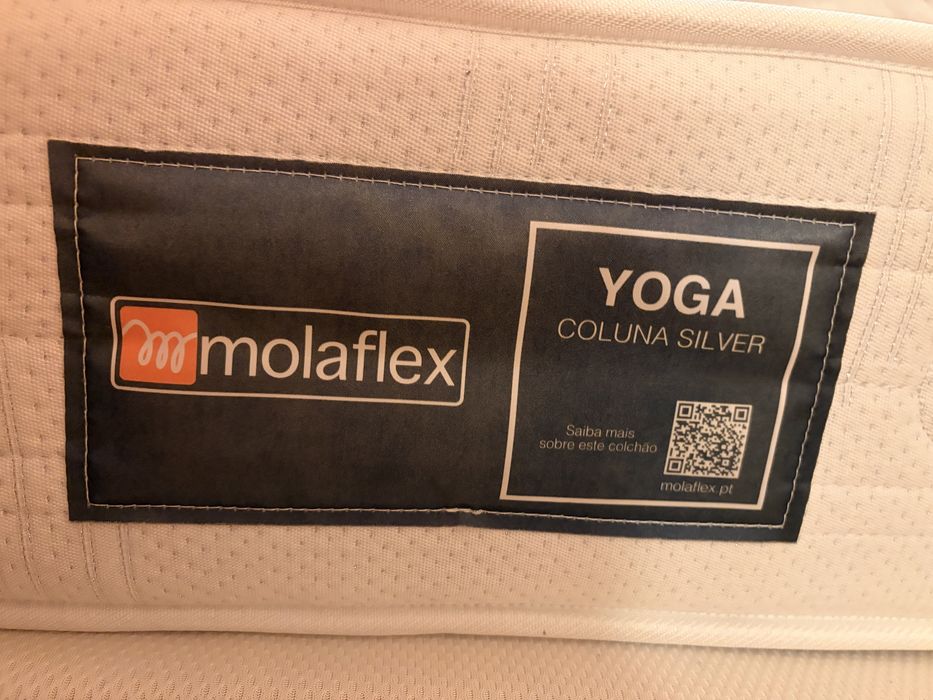 molaflex
YOGA
COLUNA SILVER
Saiba mais
sobre este colchão
molaflex.pt